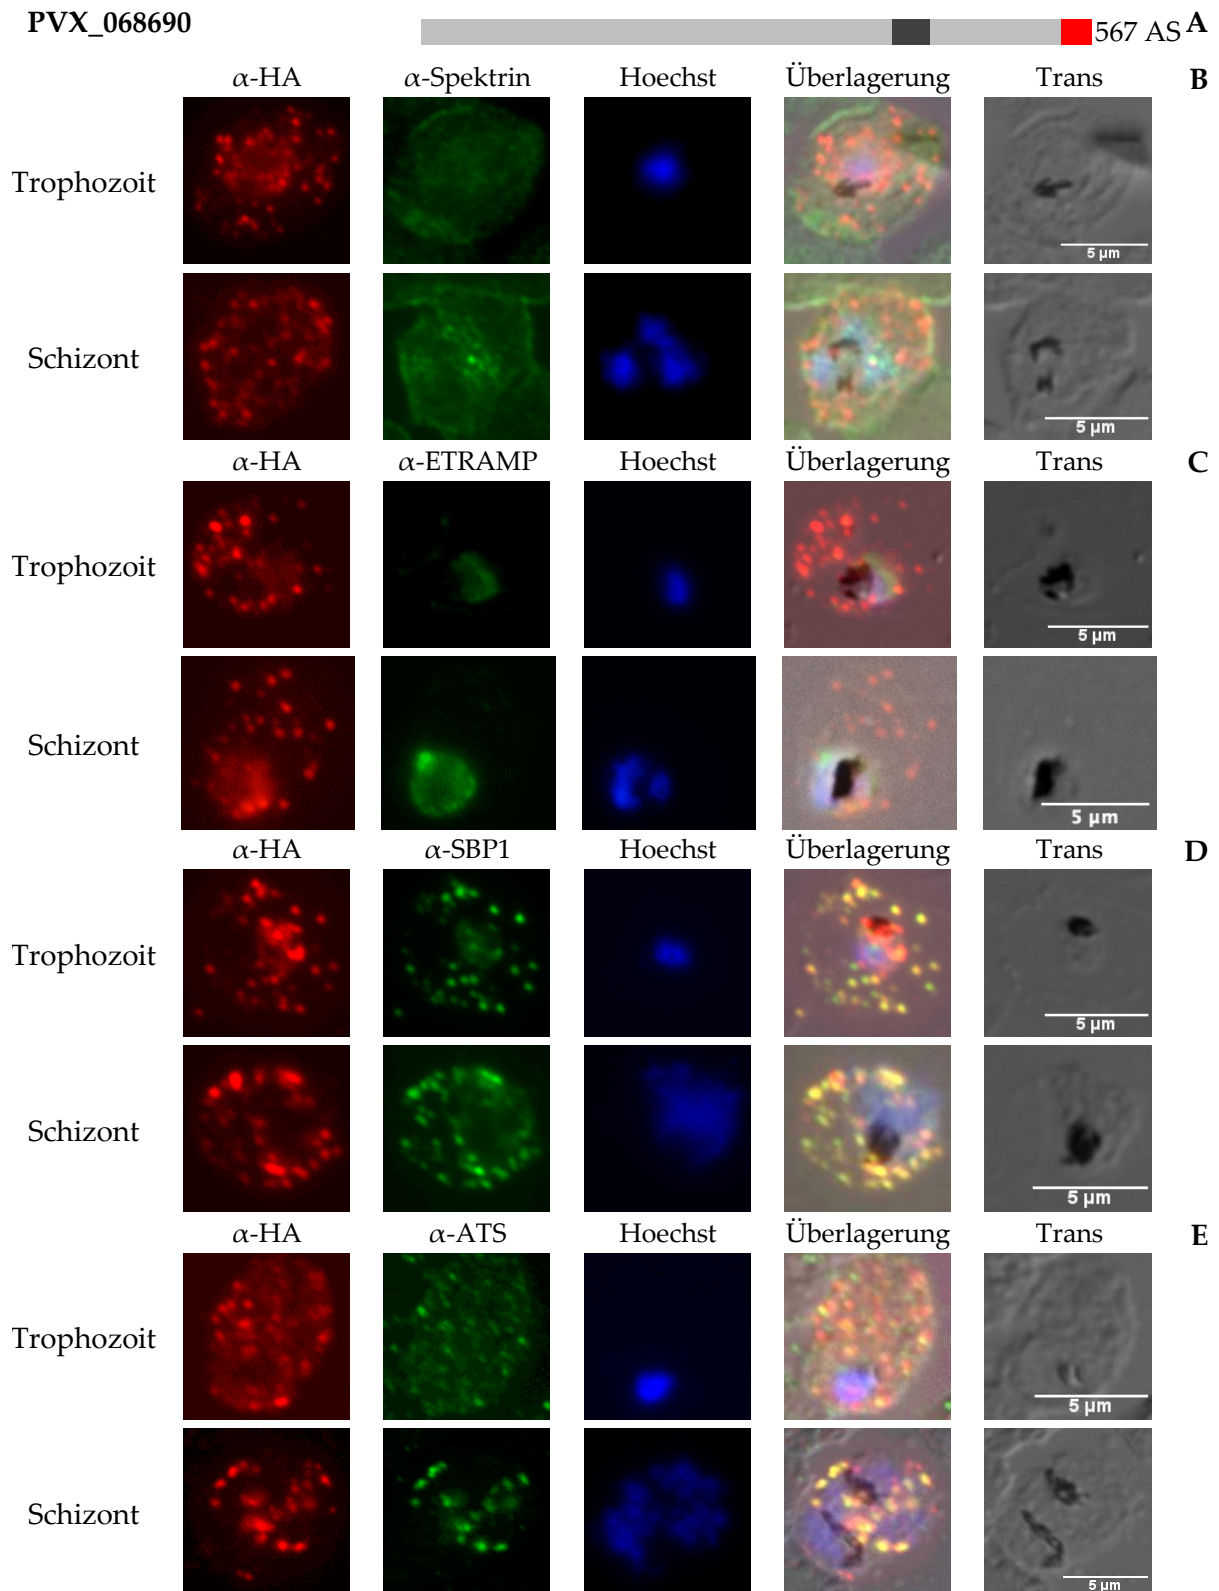 PVX_068690
567 AS A
α-HA α-Spektrin Hoechst Überlagerung Trans B
Trophozoit
5 µm
Schizont
5 µm
α-HA α-ETRAMP Hoechst Überlagerung Trans C
Trophozoit
5 µm
Schizont
5 µm
α-HA α-SBP1 Hoechst Überlagerung Trans D
Trophozoit
5 µm
Schizont
5 µm
α-HA α-ATS Hoechst Überlagerung Trans E
Trophozoit
5 µm
Schizont
5 µm